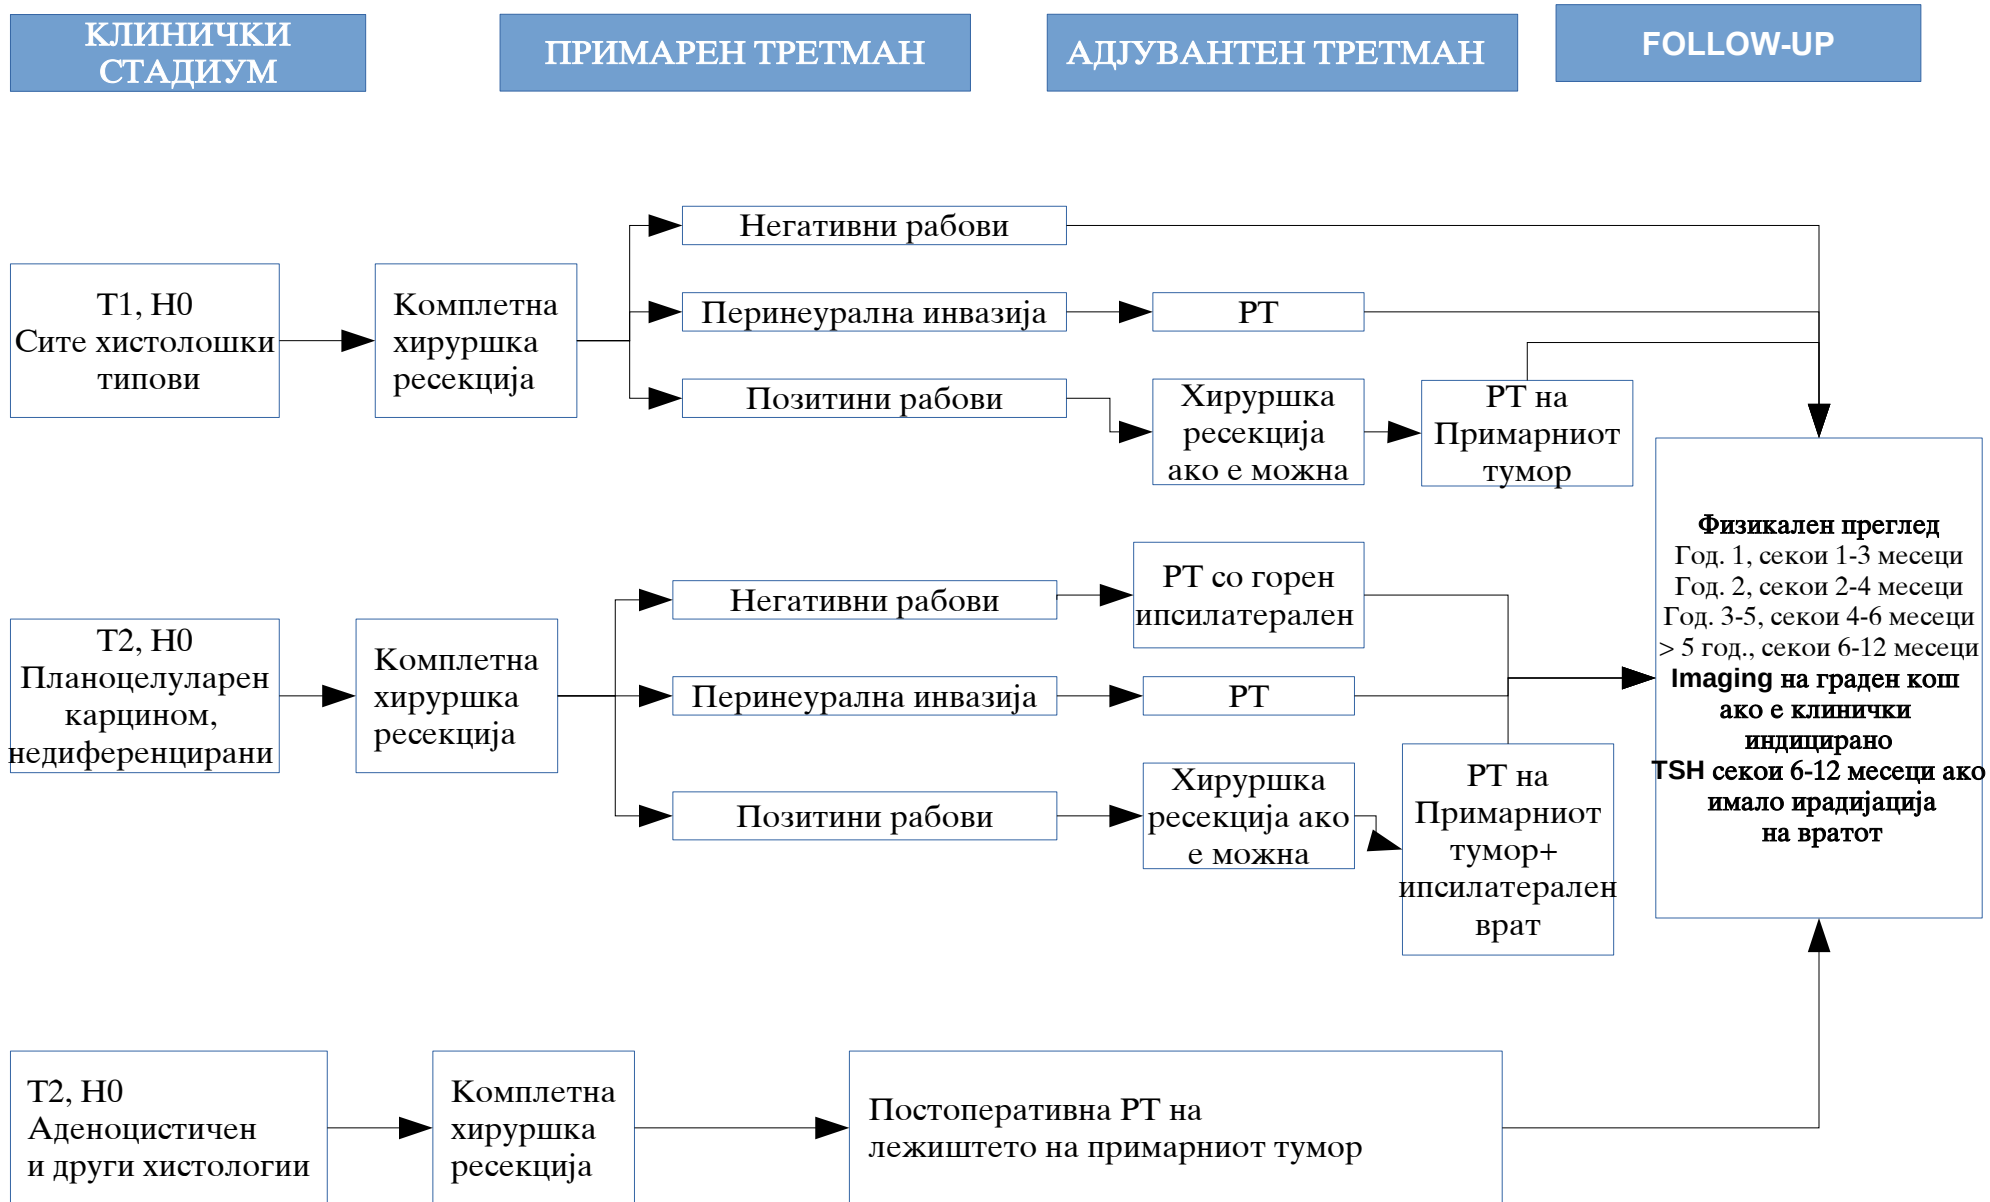 КЛИНИЧКИ
СТАДИУМ
ПРИМАРЕН ТРЕТМАН
АДЈУВАНТЕН ТРЕТМАН
FOLLOW-UP
Т1, Н0
Сите хистолошки
типови
Комплетна
хируршка
ресекција
Негативни рабови
Перинеурална инвазија
РТ
Позитини рабови
Хируршка
ресекција
ако е можна
РТ на
Примарниот
тумор
Т2, Н0
Планоцелуларен
карцином,
недиференцирани
Комплетна
хируршка
ресекција
Негативни рабови
РТ со горен
ипсилатерален
Перинеурална инвазија
РТ
Позитини рабови
Хируршка
ресекција ако
е можна
РТ на
Примарниот
тумор+
ипсилатерален
врат
Физикален преглед
Год. 1, секои 1-3 месеци
Год. 2, секои 2-4 месеци
Год. 3-5, секои 4-6 месеци
> 5 год., секои 6-12 месеци
Imaging на граден кош
ако е клинички
индицирано
TSH секои 6-12 месеци ако
имало ирадијација
на вратот
Т2, Н0
Аденоцистичен
и други хистологии
Комплетна
хируршка
ресекција
Постоперативна РТ на
лежиштето на примарниот тумор